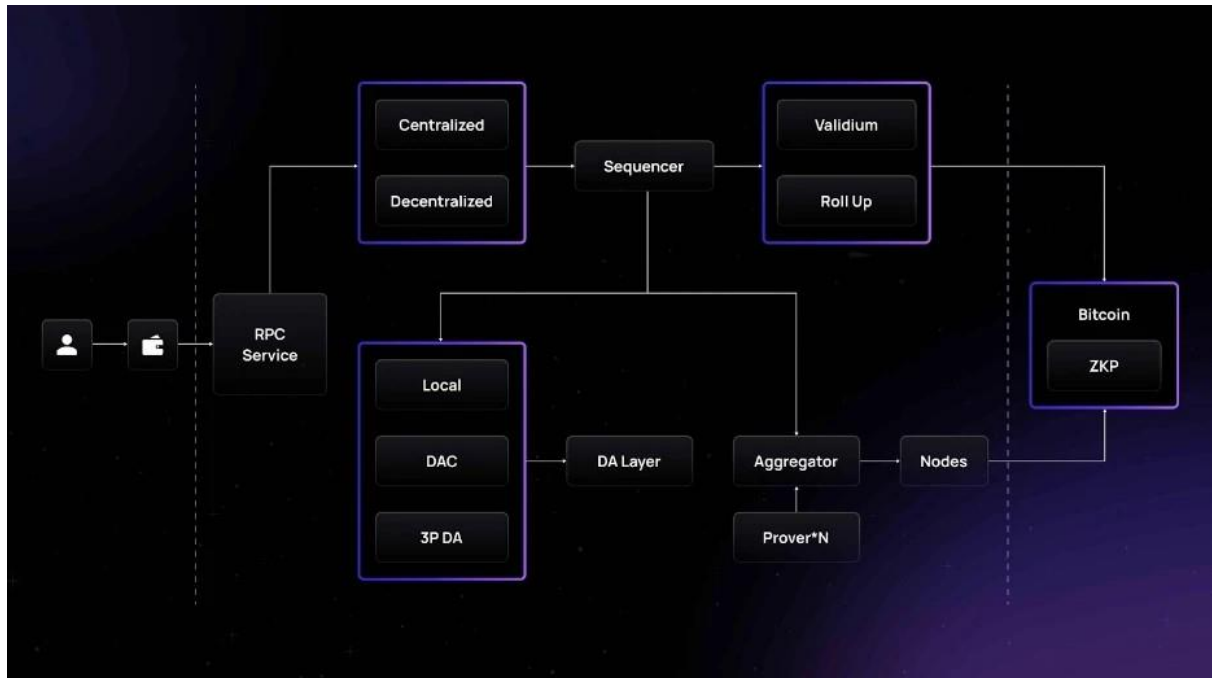 Centralized
Decentralized
Sequencer
Validium
Roll Up
RPC
Service
Bitcoin
ZKP
Local
DAC
3P DA
DA Layer
Aggregator
Nodes
Prover*N